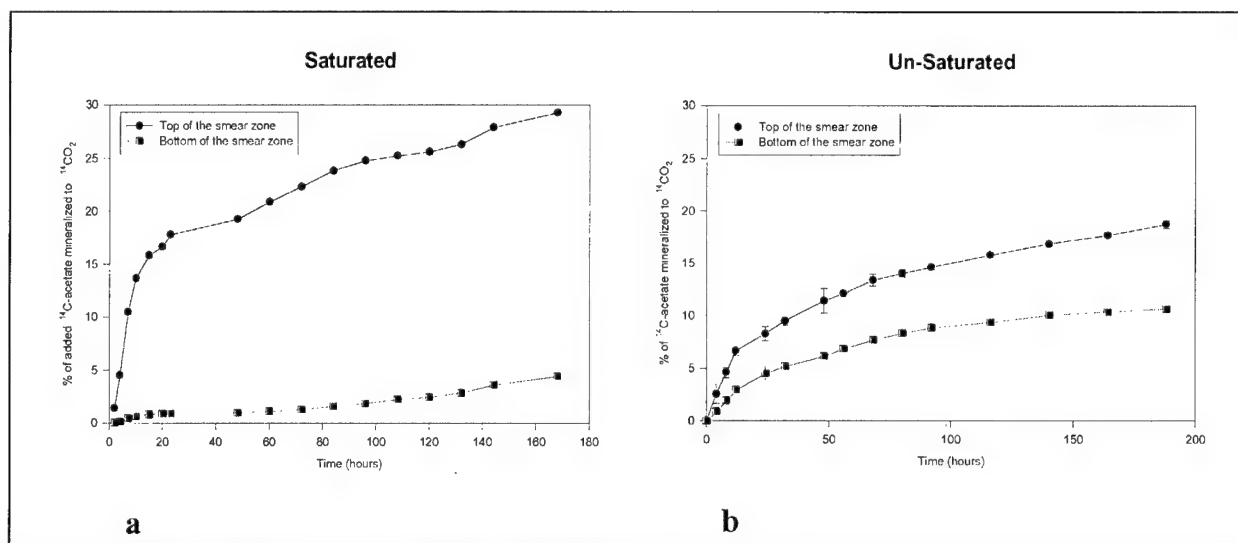 Saturated
% of added ¹⁴C-acetate mineralized to ¹⁴CO₂
30
25
20
15
10
5
0
Top of the smear zone
Bottom of the smear zone
0 20 40 60 80 100 120 140 160 180
Time (hours)
a
Un-Saturated
% of ¹⁴C-acetate mineralized to ¹⁴CO₂
30
25
20
15
10
5
0
Top of the smear zone
Bottom of the smear zone
0 50 100 150 200
Time (hours)
b